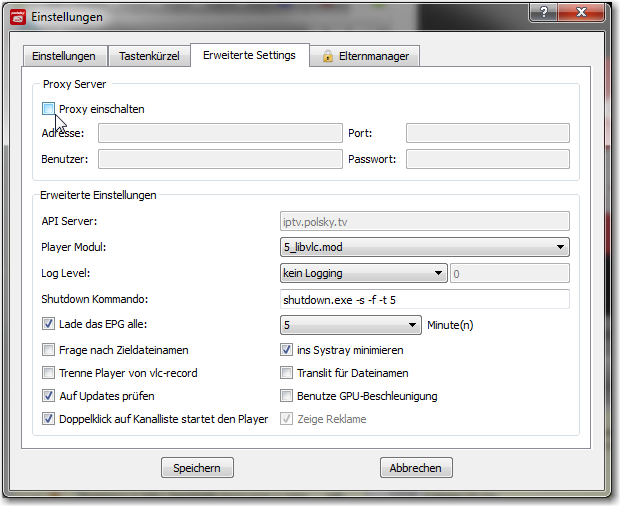 Einstellungen
Einstellungen Tastenkürzel Erweiterte Settings Elternmanager
Proxy Server
Proxy einschalten
Adresse: Port:
Benutzer: Passwort:
Erweiterte Einstellungen
API Server: iptv.polsky.tv
Player Modul: 5_libvlc.mod
Log Level: kein Logging 0
Shutdown Kommando: shutdown.exe -s -f -t 5
Lade das EPG alle: 5 Minute(n)
Frage nach Zieldateinamen ins Systray minimieren
Trenne Player von vlc-record Translit für Dateinamen
Auf Updates prüfen Benutze GPU-Beschleunigung
Doppelklick auf Kanalliste startet den Player Zeige Reklame
Speichern Abbrechen